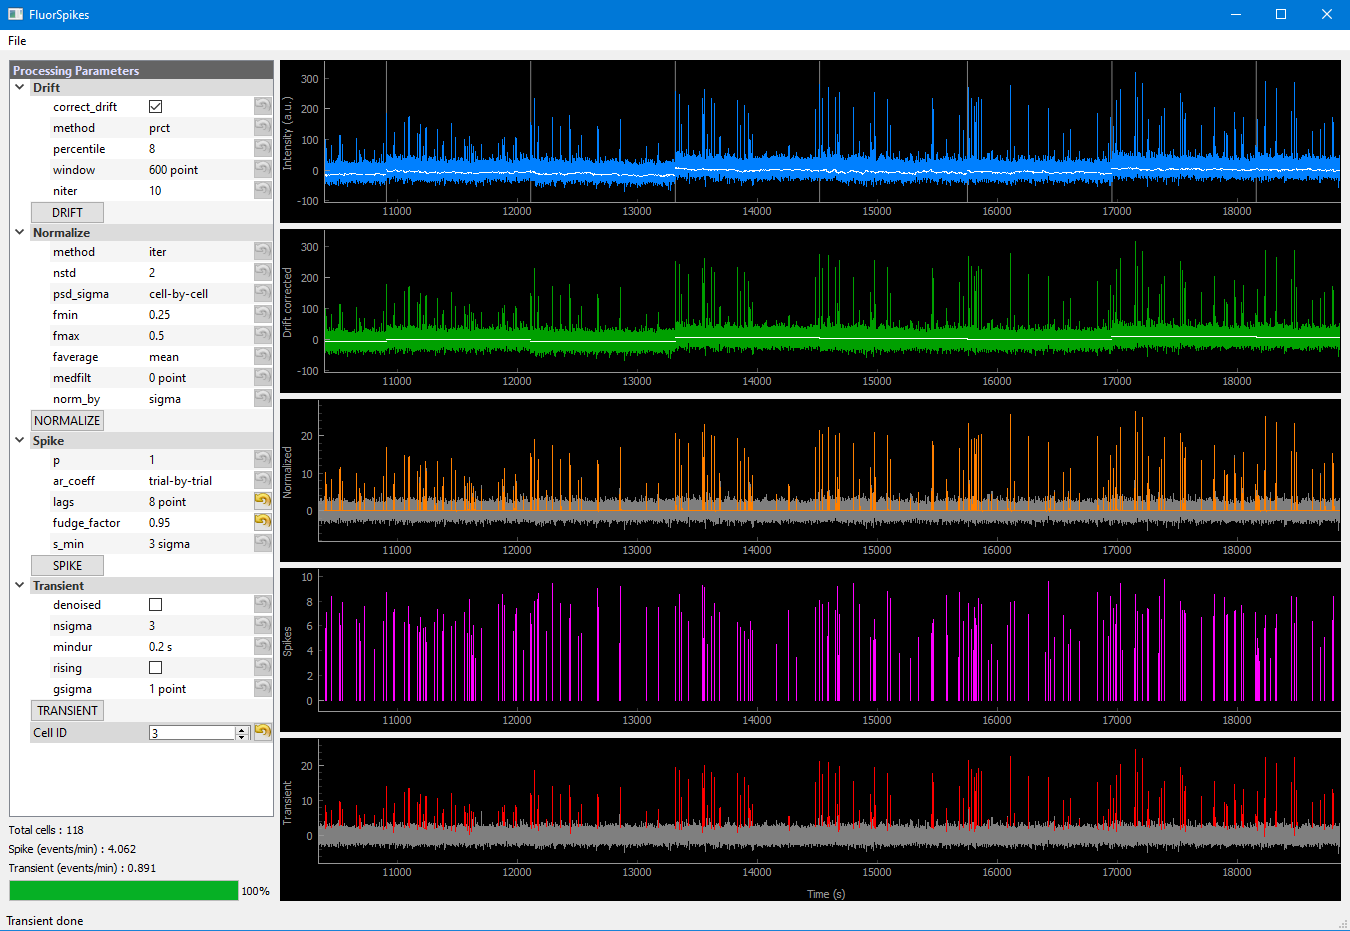 FluorSpikes
File
Processing Parameters
Drift
correct_drift
method prct
percentile 8
window 600 point
niter 10
DRIFT
Normalize
method iter
nstd 2
psd_sigma cell-by-cell
fmin 0.25
fmax 0.5
faverage mean
medfilt 0 point
norm_by sigma
NORMALIZE
Spike
p 1
ar_coeff trial-by-trial
lags 8 point
fudge_factor 0.95
s_min 3 sigma
SPIKE
Transient
denoised
nsigma 3
mindur 0.2 s
rising
gsigma 1 point
TRANSIENT
Cell ID 3
Total cells : 118
Spike (events/min) : 4.062
Transient (events/min) : 0.891
100%
Transient done
Intensity (a.u.)
300
200
100
0
-100
11000 12000 13000 14000 15000 16000 17000 18000
Drift corrected
300
200
100
0
-100
11000 12000 13000 14000 15000 16000 17000 18000
Normalized
20
10
0
11000 12000 13000 14000 15000 16000 17000 18000
Spikes
10
8
6
4
2
0
11000 12000 13000 14000 15000 16000 17000 18000
Transient
20
10
0
11000 12000 13000 14000 15000 16000 17000 18000
Time (s)